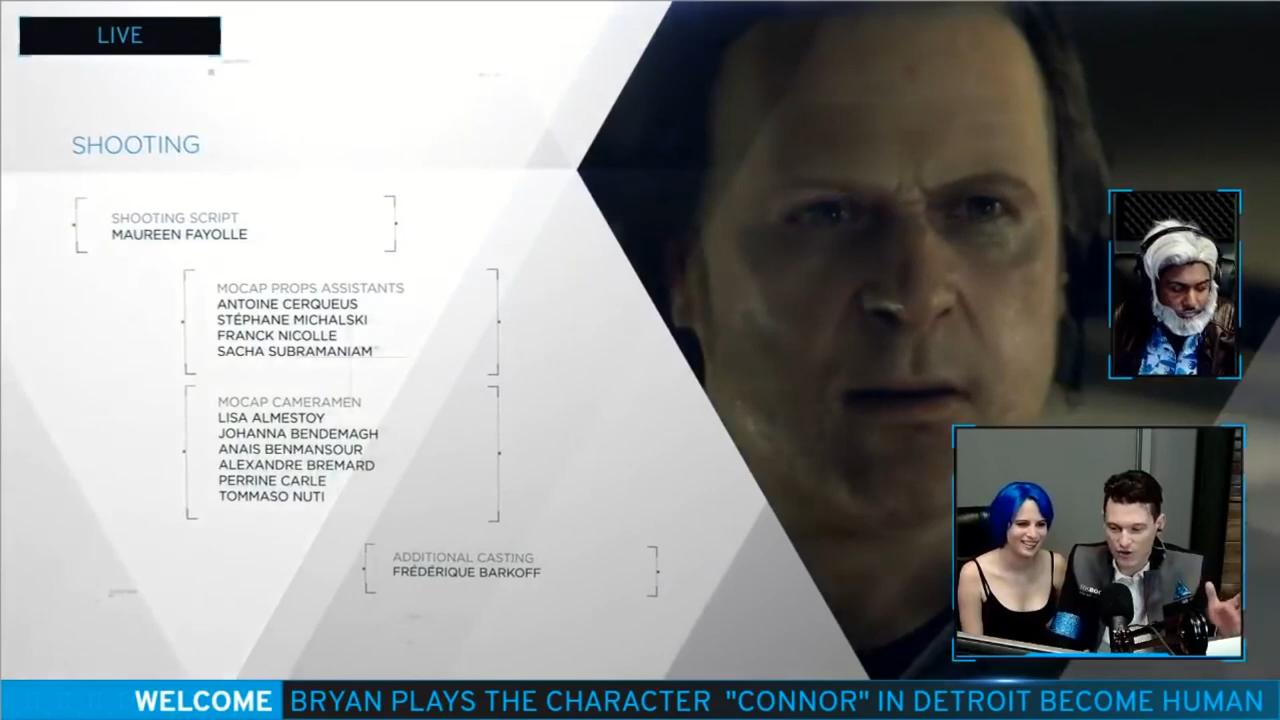 LIVE
SHOOTING
SHOOTING SCRIPT
MAUREEN FAYOLLE
MOCAP PROPS ASSISTANTS
ANTOINE CERQUEUS
STÉPHANE MICHALSKI
FRANCK NICOLLE
SACHA SUBRAMANIAM
MOCAP CAMERAMEN
LISA ALMESTOY
JOHANNA BENDEMAGH
ANAIS BENMANSOUR
ALEXANDRE BREMARD
PERRINE CARLE
TOMMASO NUTI
ADDITIONAL CASTING
FRÉDÉRIQUE BARKOFF
WELCOME BRYAN PLAYS THE CHARACTER "CONNOR" IN DETROIT BECOME HUMAN